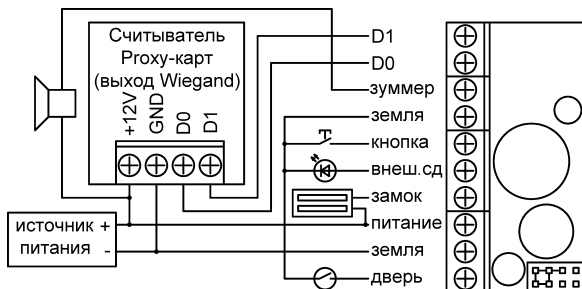 Считыватель
Proxy-карт
(выход Wiegand)
+12V
GND
D0
D1
источник +
питания -
D1
D0
зуммер
земля
кнопка
внеш.сд
замок
питание
земля
дверь